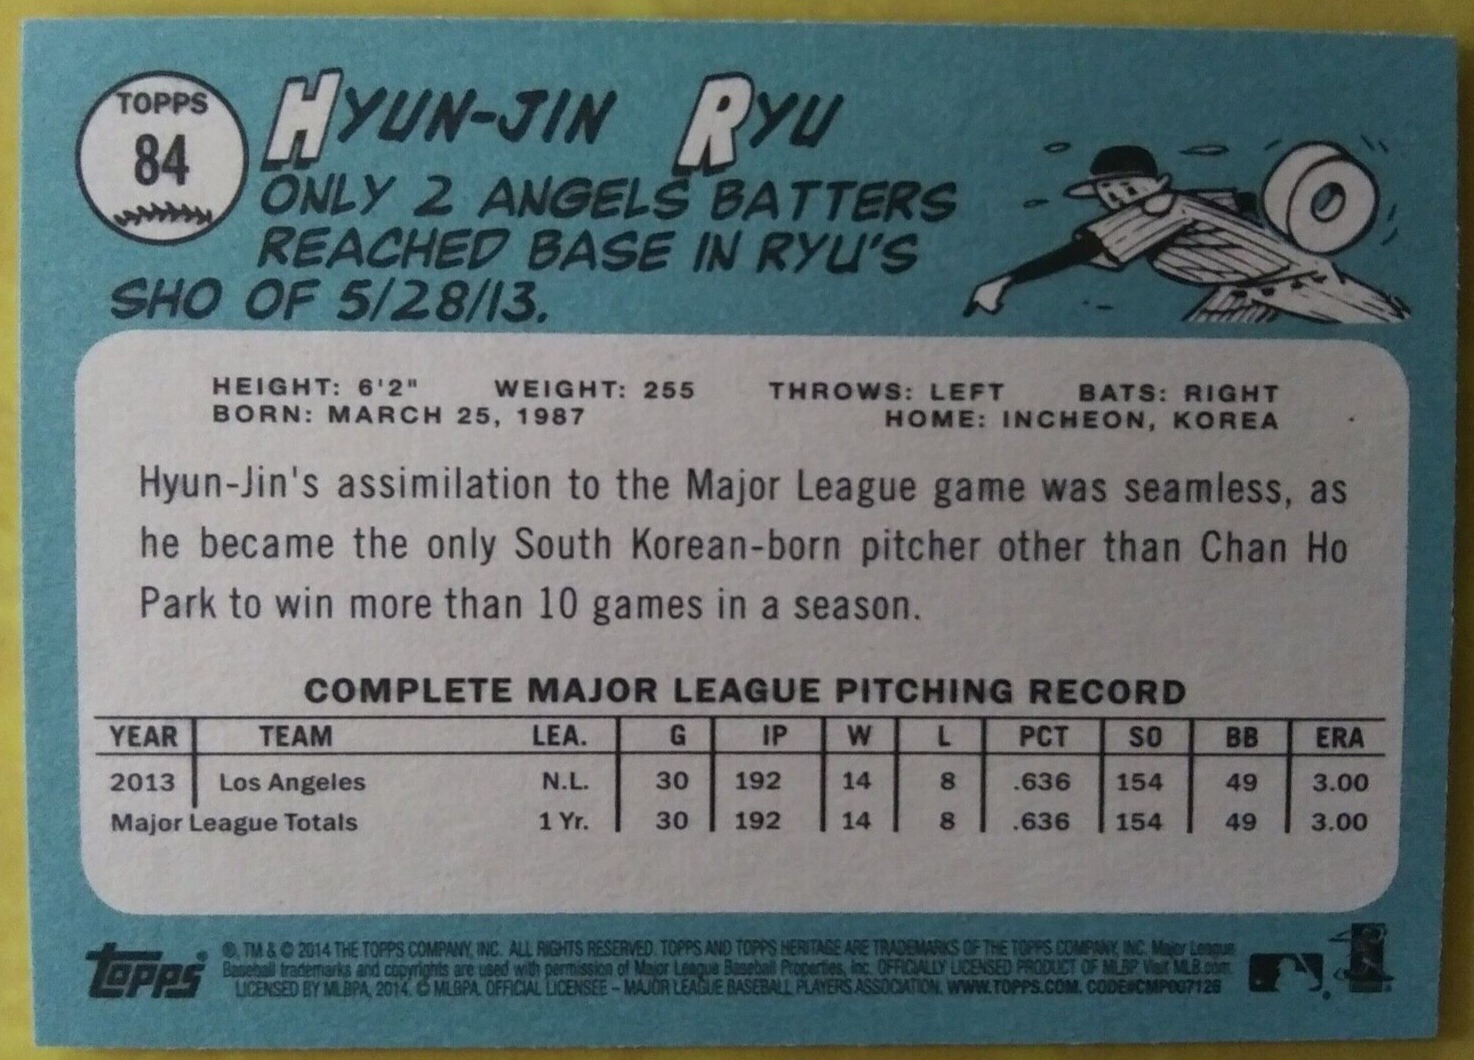 TOPPS
84
HYUN-JIN RYU
ONLY 2 ANGELS BATTERS
REACHED BASE IN RYU'S
SHO OF 5/28/13.
0
HEIGHT: 6'2" WEIGHT: 255 THROWS: LEFT BATS: RIGHT
BORN: MARCH 25, 1987 HOME: INCHEON, KOREA
Hyun-Jin's assimilation to the Major League game was seamless, as
he became the only South Korean-born pitcher other than Chan Ho
Park to win more than 10 games in a season.
COMPLETE MAJOR LEAGUE PITCHING RECORD
YEAR TEAM LEA. G IP W L PCT SO BB ERA
2013 Los Angeles N.L. 30 192 14 8 .636 154 49 3.00
Major League Totals 1 Yr. 30 192 14 8 .636 154 49 3.00
TOPPS
®, TM & © 2014 THE TOPPS COMPANY, INC. ALL RIGHTS RESERVED. TOPPS AND TOPPS HERITAGE ARE TRADEMARKS OF THE TOPPS COMPANY, INC. Major League
Baseball trademarks and copyrights are used with permission of Major League Baseball Properties, Inc. OFFICIALLY LICENSED PRODUCT OF MLBP Visit MLB.com
LICENSED BY MLBPA, 2014. © MLBPA. OFFICIAL LICENSEE – MAJOR LEAGUE BASEBALL PLAYERS ASSOCIATION. WWW.TOPPS.COM. CODE#CMP007126